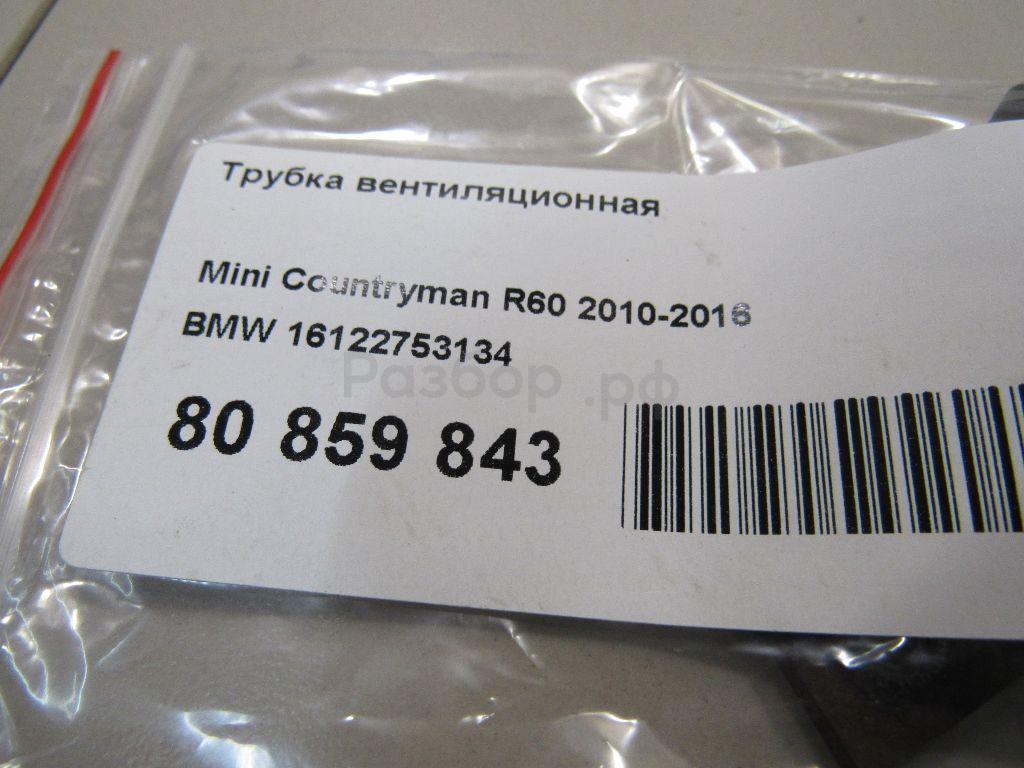 Трубка вентиляционная
Mini Countryman R60 2010-2016
BMW 16122753134
Разбор.рф
80 859 843